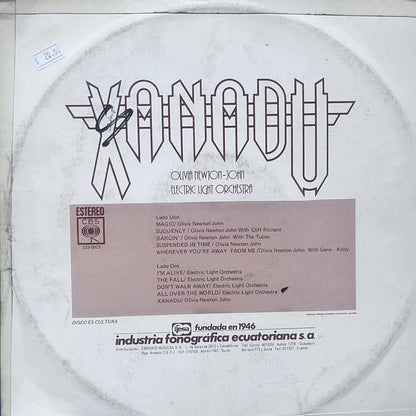 26.00
XANADU
OLIVIA NEWTON-JOHN
ELECTRIC LIGHT ORCHESTRA
ESTEREO
CBS
Lado Uno
MAGIC/ Olivia Newton John
SUDUENLY / Olivia Newton John With Cliff Richard
DANCIN' / Olivia Newton John -With The Tubes
SUSPENDED IN TIME / Olivia Newton John
WHENEVER YOU'RE AWAY FROM ME /Olivia Newton John With Gene Kelly
Lado Dos
I'M ALIVE/ Electric Light Orchestra
THE FALL/ Electric Light Orchestra
DON'T WALK AWAY/ Electric Light Orchestra
ALL OVER THE WORLD/ Electric Light Orchestra
XANADU/ Olivia Newton John
DISCO ES CULTURA
ifesa fundada en 1946
industria fonográfica ecuatoriana s.a.